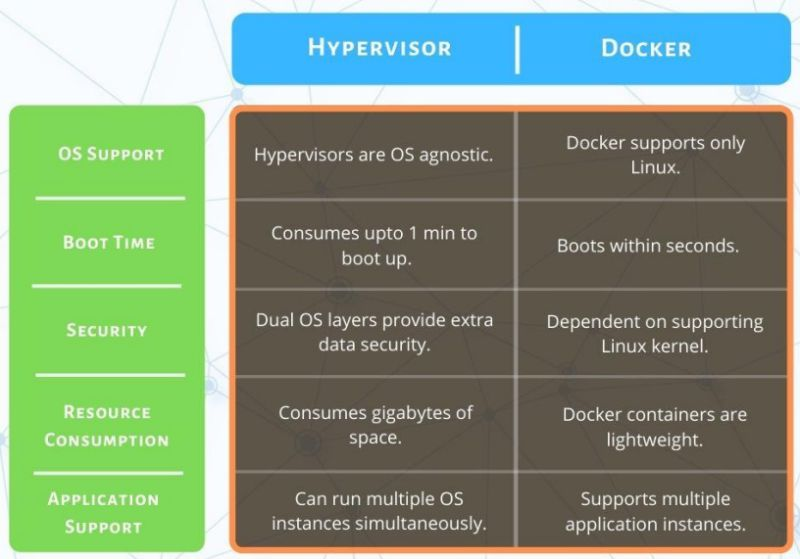 HYPERVISOR
DOCKER
OS SUPPORT
Hypervisors are OS agnostic.
Docker supports only
Linux.
BOOT TIME
Consumes upto 1 min to
boot up.
Boots within seconds.
SECURITY
Dual OS layers provide extra
data security.
Dependent on supporting
Linux kernel.
RESOURCE
CONSUMPTION
Consumes gigabytes of
space.
Docker containers are
lightweight.
APPLICATION
SUPPORT
Can run multiple OS
instances simultaneously.
Supports multiple
application instances.